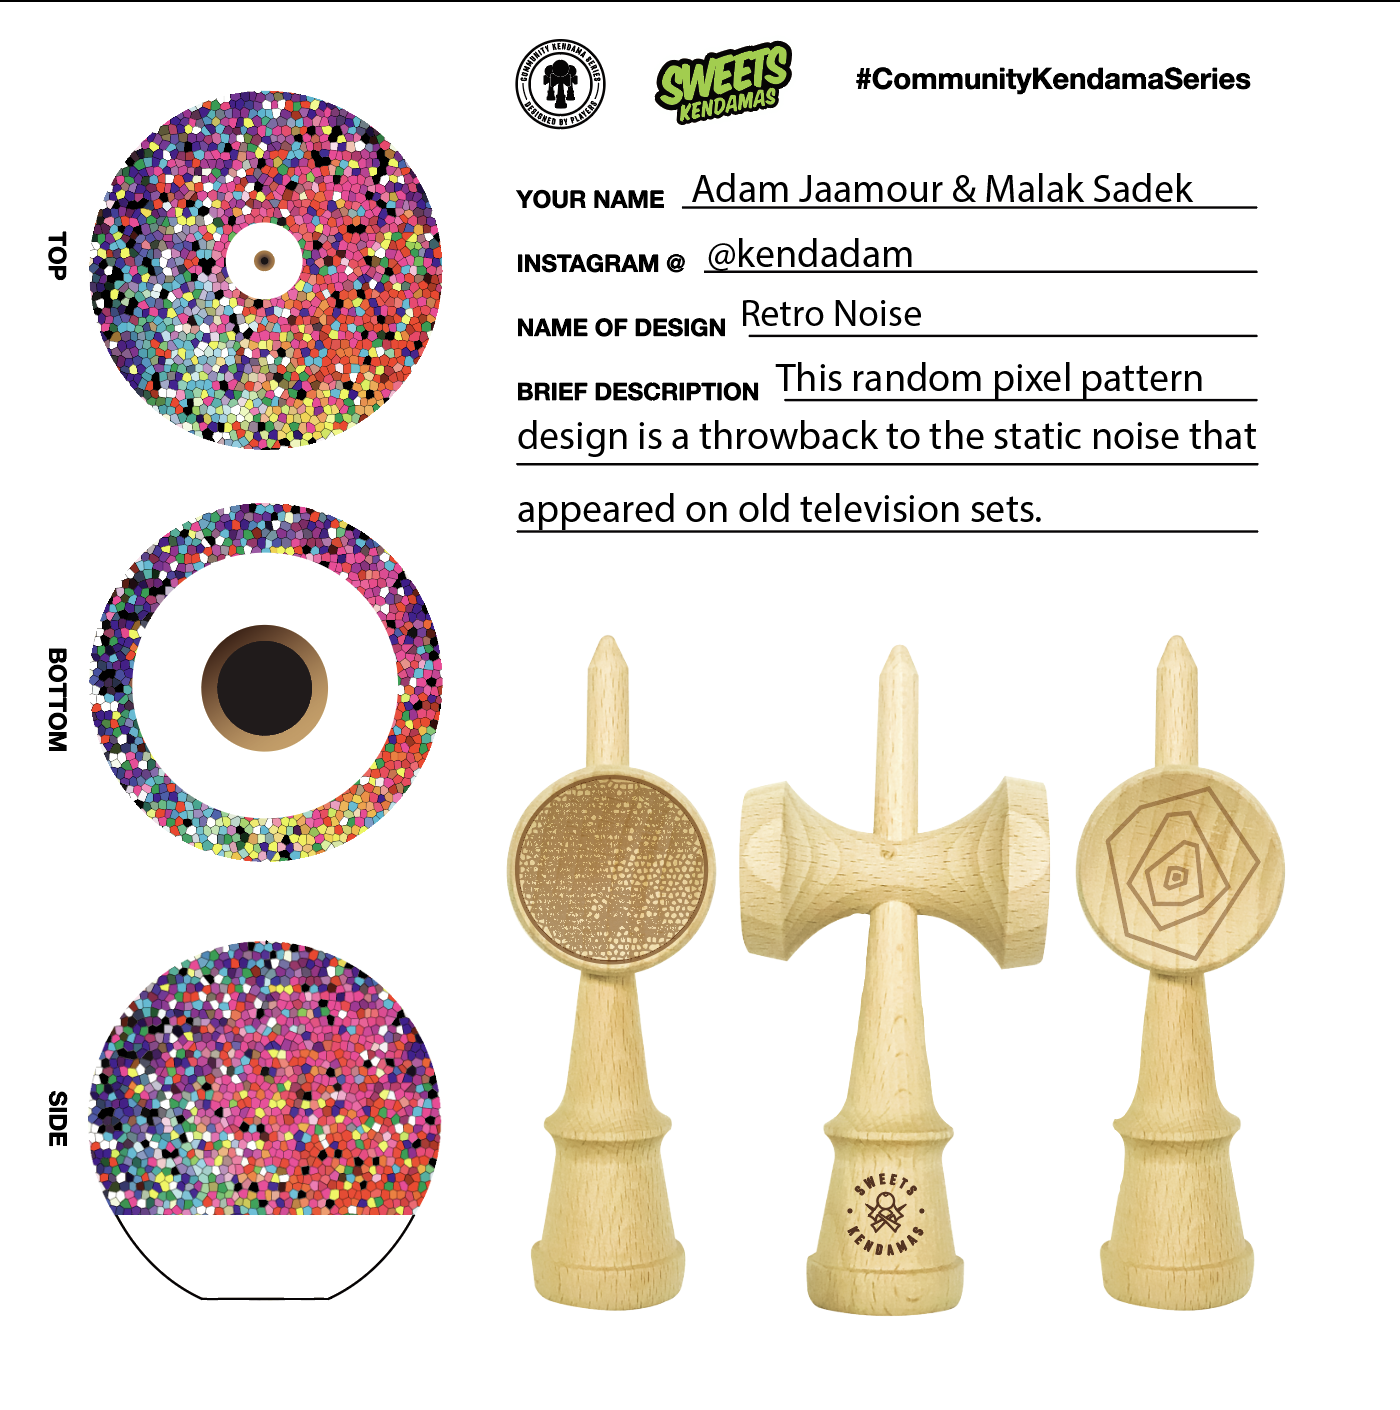 COMMUNITY KENDAMA SERIES
DESIGNED BY PLAYERS
SWEETS
KENDAMAS
#CommunityKendamaSeries
YOUR NAME Adam Jaamour & Malak Sadek
INSTAGRAM @ @kendadam
NAME OF DESIGN Retro Noise
BRIEF DESCRIPTION This random pixel pattern
design is a throwback to the static noise that
appeared on old television sets.
TOP
BOTTOM
SIDE
SWEETS
KENDAMAS